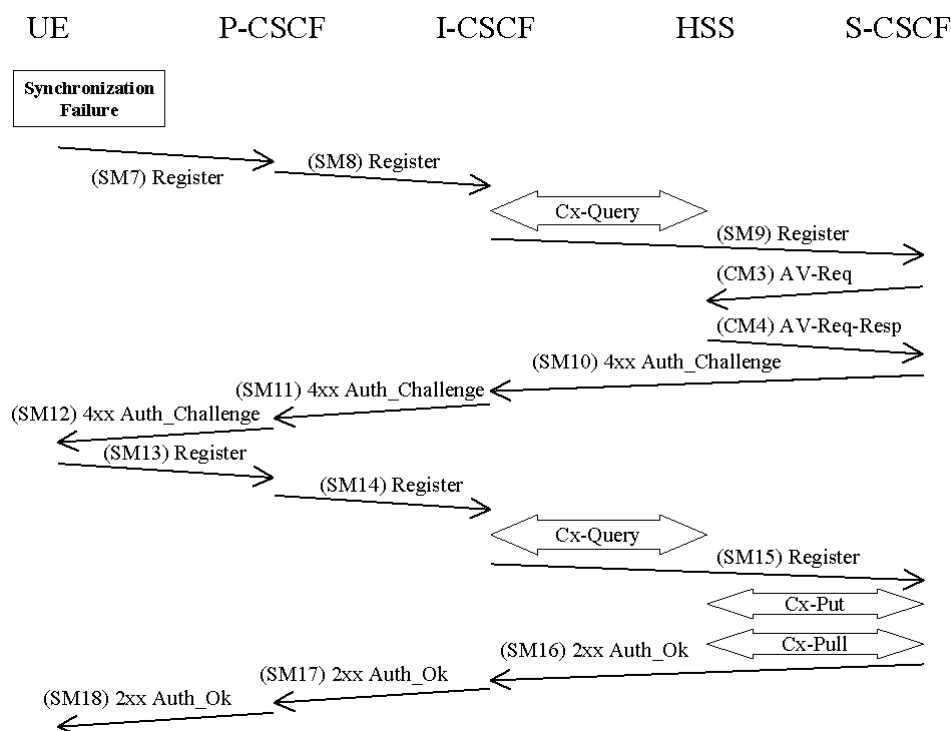 UE P-CSCF I-CSCF HSS S-CSCF
Synchronization
Failure
(SM7) Register
(SM8) Register
Cx-Query
(SM9) Register
(CM3) AV-Req
(CM4) AV-Req-Resp
(SM10) 4xx Auth_Challenge
(SM11) 4xx Auth_Challenge
(SM12) 4xx Auth_Challenge
(SM13) Register
(SM14) Register
Cx-Query
(SM15) Register
Cx-Put
Cx-Pull
(SM16) 2xx Auth_Ok
(SM17) 2xx Auth_Ok
(SM18) 2xx Auth_Ok